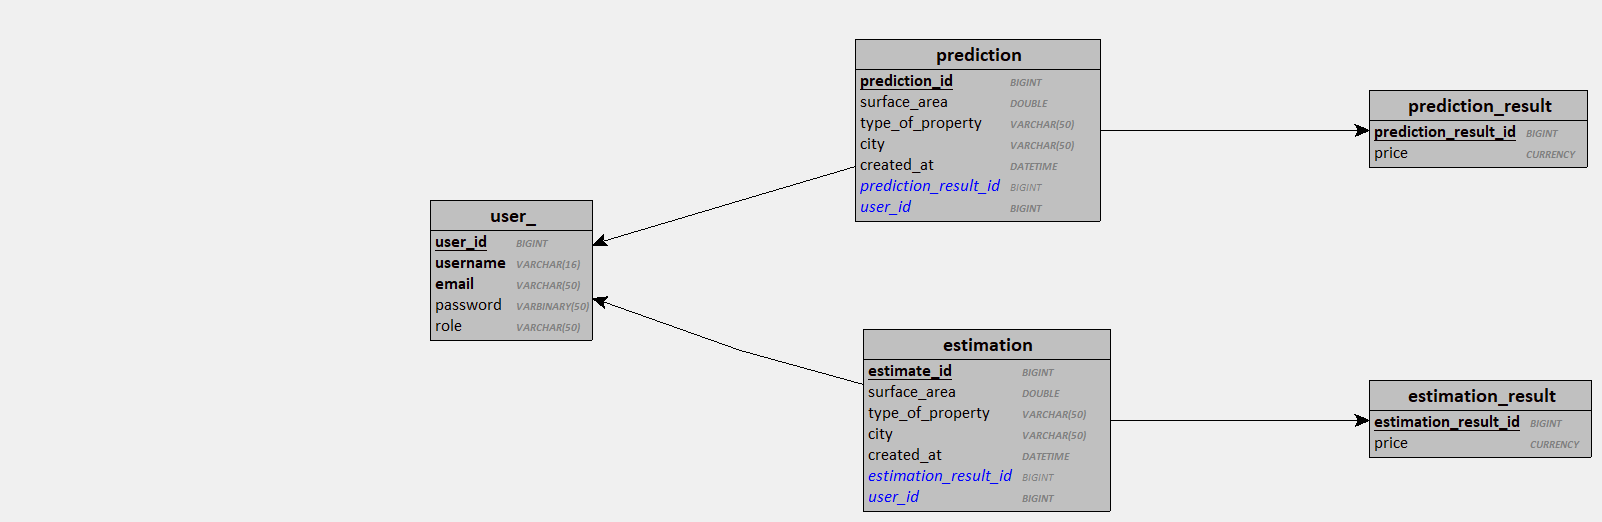 prediction
prediction_id BIGINT
surface_area DOUBLE
type_of_property VARCHAR(50)
city VARCHAR(50)
created_at DATETIME
prediction_result_id BIGINT
user_id BIGINT
prediction_result
prediction_result_id BIGINT
price CURRENCY
user_
user_id BIGINT
username VARCHAR(16)
email VARCHAR(50)
password VARBINARY(50)
role VARCHAR(50)
estimation
estimate_id BIGINT
surface_area DOUBLE
type_of_property VARCHAR(50)
city VARCHAR(50)
created_at DATETIME
estimation_result_id BIGINT
user_id BIGINT
estimation_result
estimation_result_id BIGINT
price CURRENCY